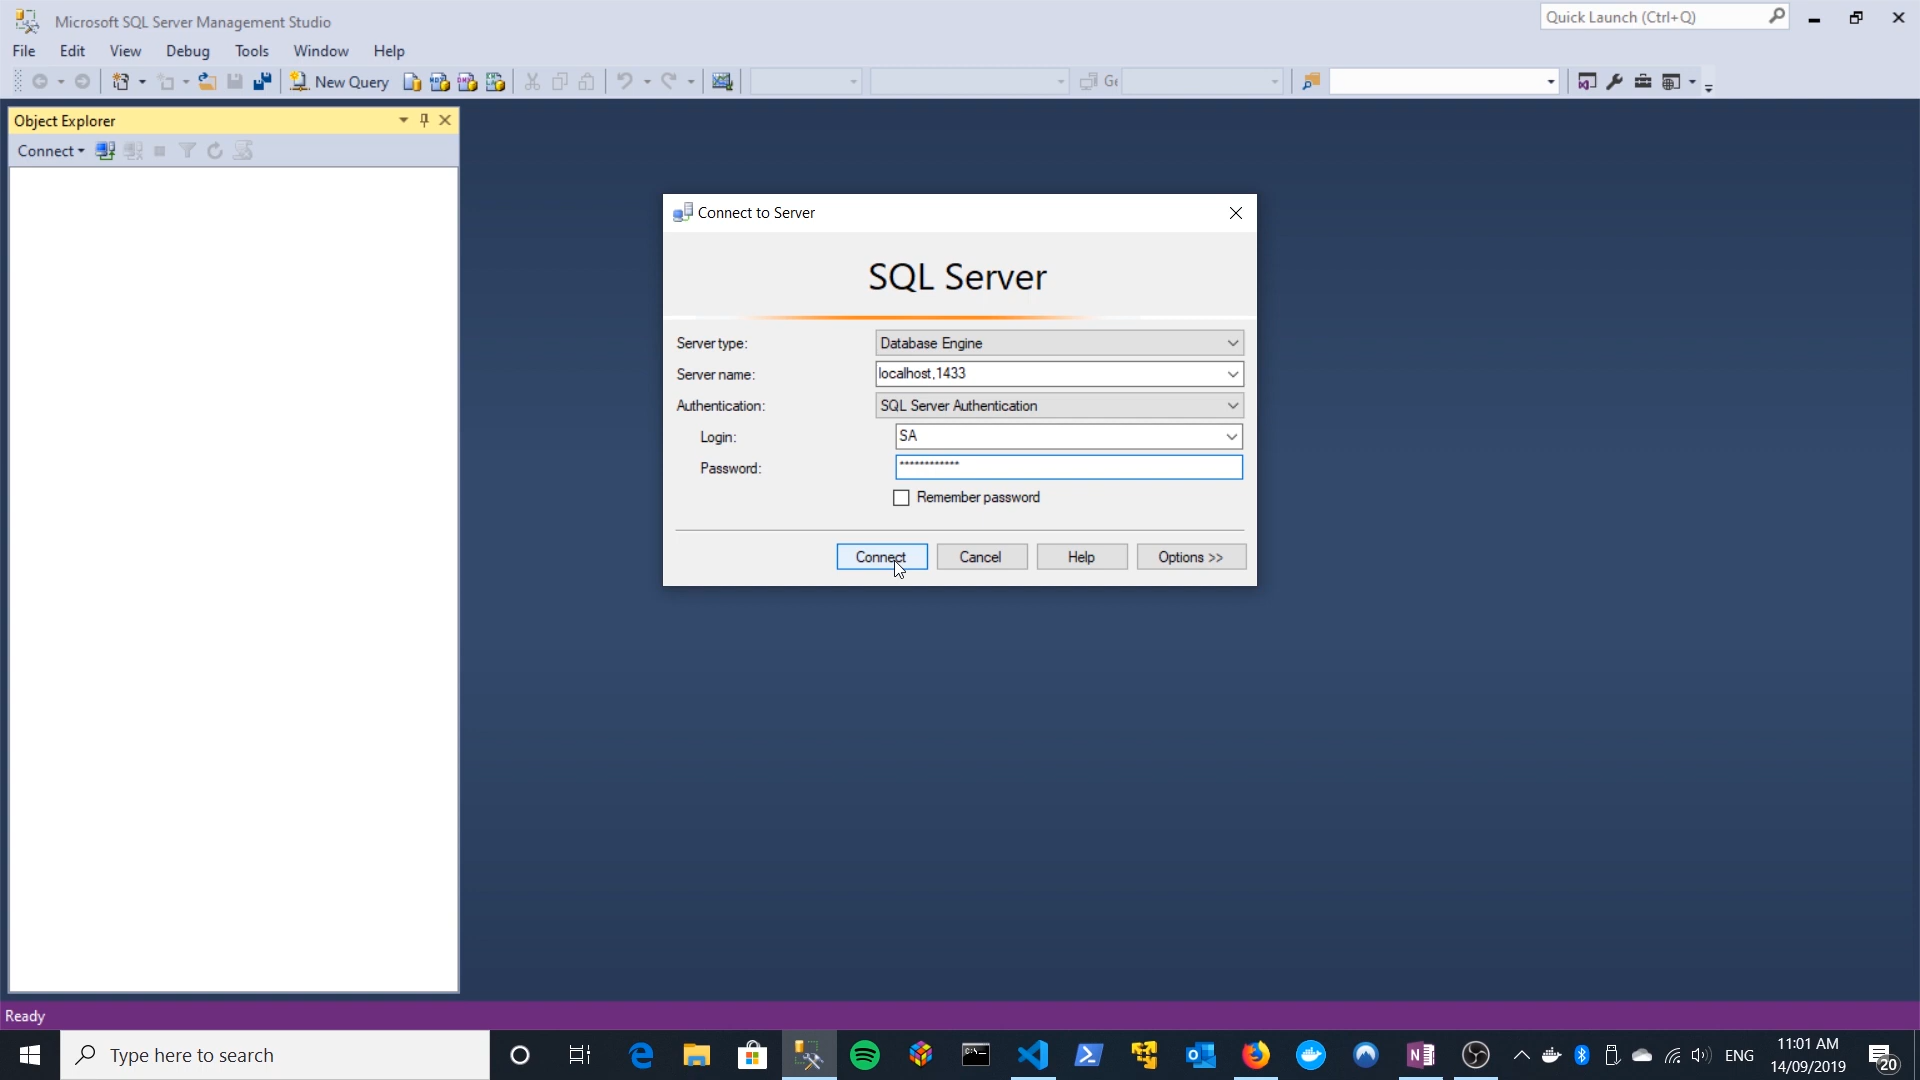 Microsoft SQL Server Management Studio
Quick Launch (Ctrl+Q)
File Edit View Debug Tools Window Help
New Query
Object Explorer
Connect
Connect to Server
SQL Server
Server type: Database Engine
Server name: localhost,1433
Authentication: SQL Server Authentication
Login: SA
Password: ************
Remember password
Connect Cancel Help Options >>
Ready
Type here to search
ENG
11:01 AM
14/09/2019
20